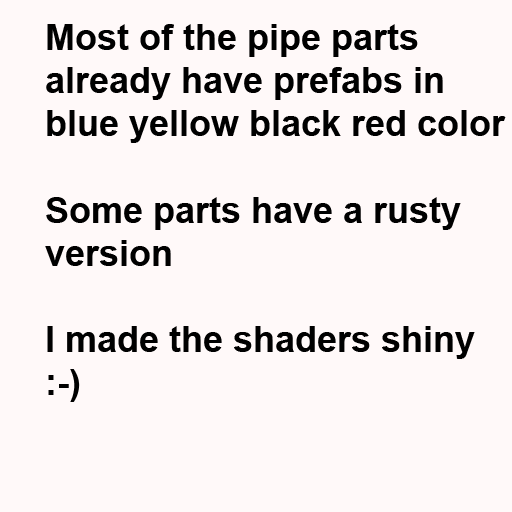 Most of the pipe parts
already have prefabs in
blue yellow black red color
Some parts have a rusty
version
I made the shaders shiny
:-)